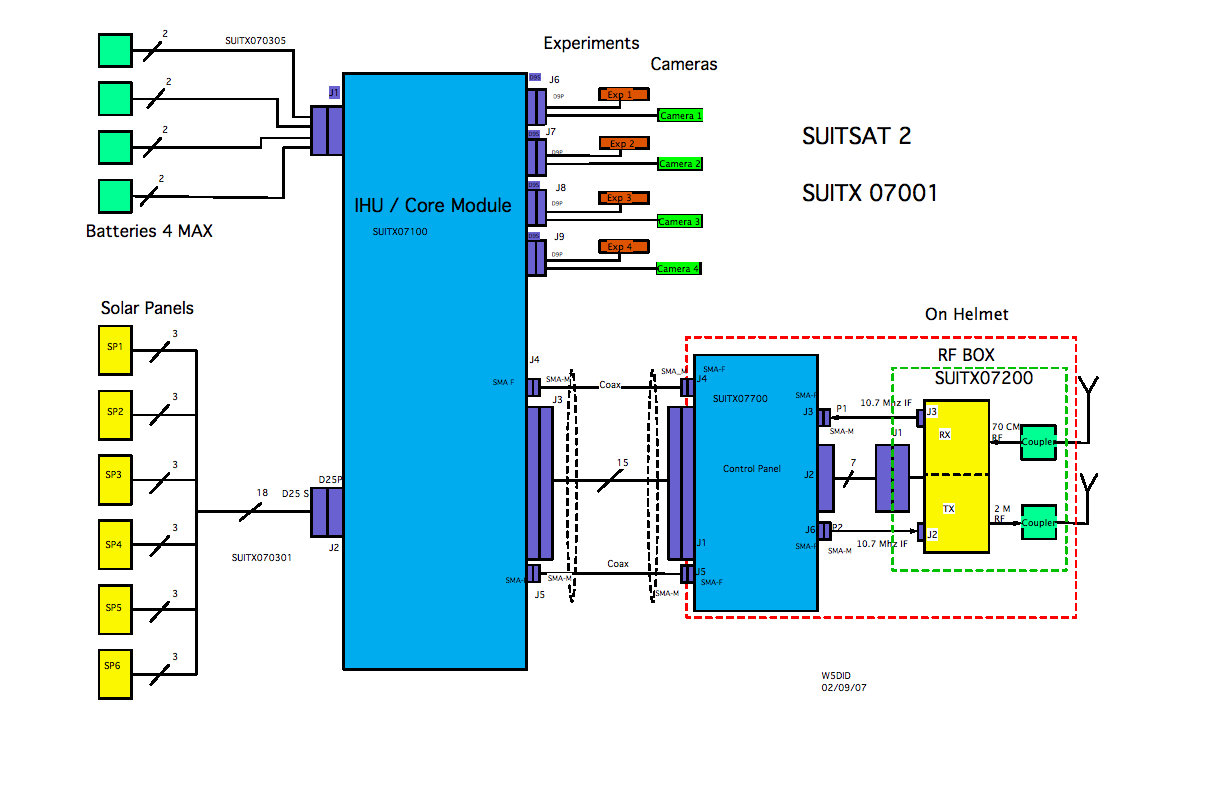 2
SUITX070305
2
2
2
Batteries 4 MAX
J1
Experiments
Cameras
D9S
J6
D9P
Exp 1
Camera 1
D9S
J7
D9P
Exp 2
Camera 2
D9S
J8
D9P
Exp 3
Camera 3
D9S
J9
D9P
Exp 4
Camera 4
SUITSAT 2
SUITX 07001
IHU / Core Module
SUITX07100
Solar Panels
SP1
3
SP2
3
SP3
3
SP4
3
SP5
3
SP6
3
18
D25 S
D25P
SUITX070301
J2
J4
SMA F
SMA-M
Coax
SMA_M
J3
15
SMA-M
Coax
SMA-M
J5
On Helmet
SMA-F
J4
SUITX07700
Control Panel
J1
J5
SMA-F
SMA-F
J3
P1
SMA-M
10.7 Mhz IF
J2
7
J1
J6
P2
SMA-F
SMA-M
10.7 Mhz IF
RF BOX
SUITX07200
J3
RX
TX
J2
70 CM
RF
Coupler
2 M
RF
Coupler
W5DID
02/09/07